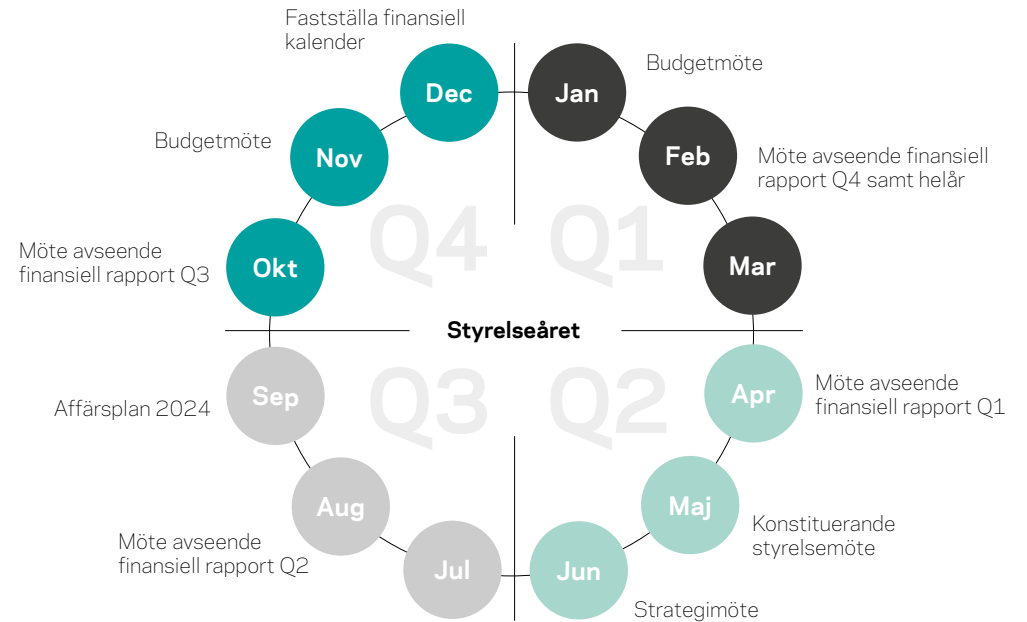 Fastställa finansiell
kalender
Dec
Jan
Budgetmöte
Budgetmöte
Nov
Feb
Möte avseende finansiell
rapport Q4 samt helår
Q4
Q1
Möte avseende
finansiell rapport Q3
Okt
Mar
Styrelseåret
Q3
Q2
Affärsplan 2024
Sep
Apr
Möte avseende
finansiell rapport Q1
Aug
Maj
Möte avseende
finansiell rapport Q2
Konstituerande
styrelsemöte
Jul
Jun
Strategimöte